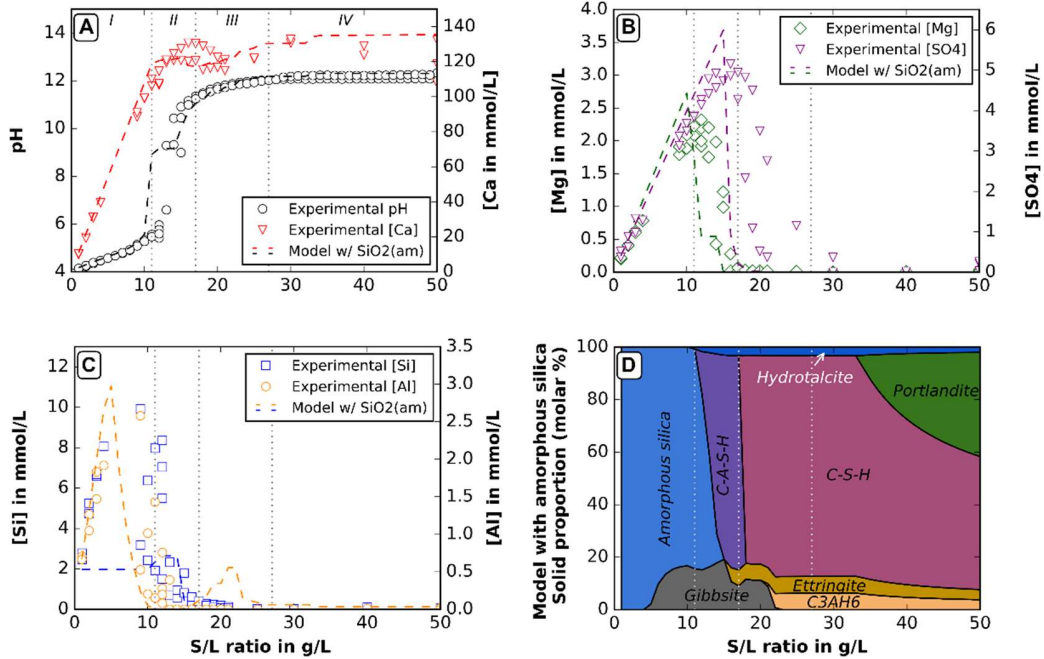 A
I II III IV
14
12
10
8
6
4
pH
140
120
100
80
60
40
20
0
[Ca] in mmol/L
Experimental pH
Experimental [Ca]
Model w/ SiO2(am)
0 10 20 30 40 50
B
4.0
3.5
3.0
2.5
2.0
1.5
1.0
0.5
0.0
[Mg] in mmol/L
6
5
4
3
2
1
0
[SO4] in mmol/L
Experimental [Mg]
Experimental [SO4]
Model w/ SiO2(am)
0 10 20 30 40 50
C
12
10
8
6
4
2
0
[Si] in mmol/L
3.5
3.0
2.5
2.0
1.5
1.0
0.5
0.0
[Al] in mmol/L
Experimental [Si]
Experimental [Al]
Model w/ SiO2(am)
0 10 20 30 40 50
S/L ratio in g/L
D
100
80
60
40
20
0
Model with amorphous silica
Solid proportion (molar %)
Amorphous silica
C-A-S-H
Hydrotalcite
Portlandite
C-S-H
Gibbsite
Ettringite
C3AH6
0 10 20 30 40 50
S/L ratio in g/L